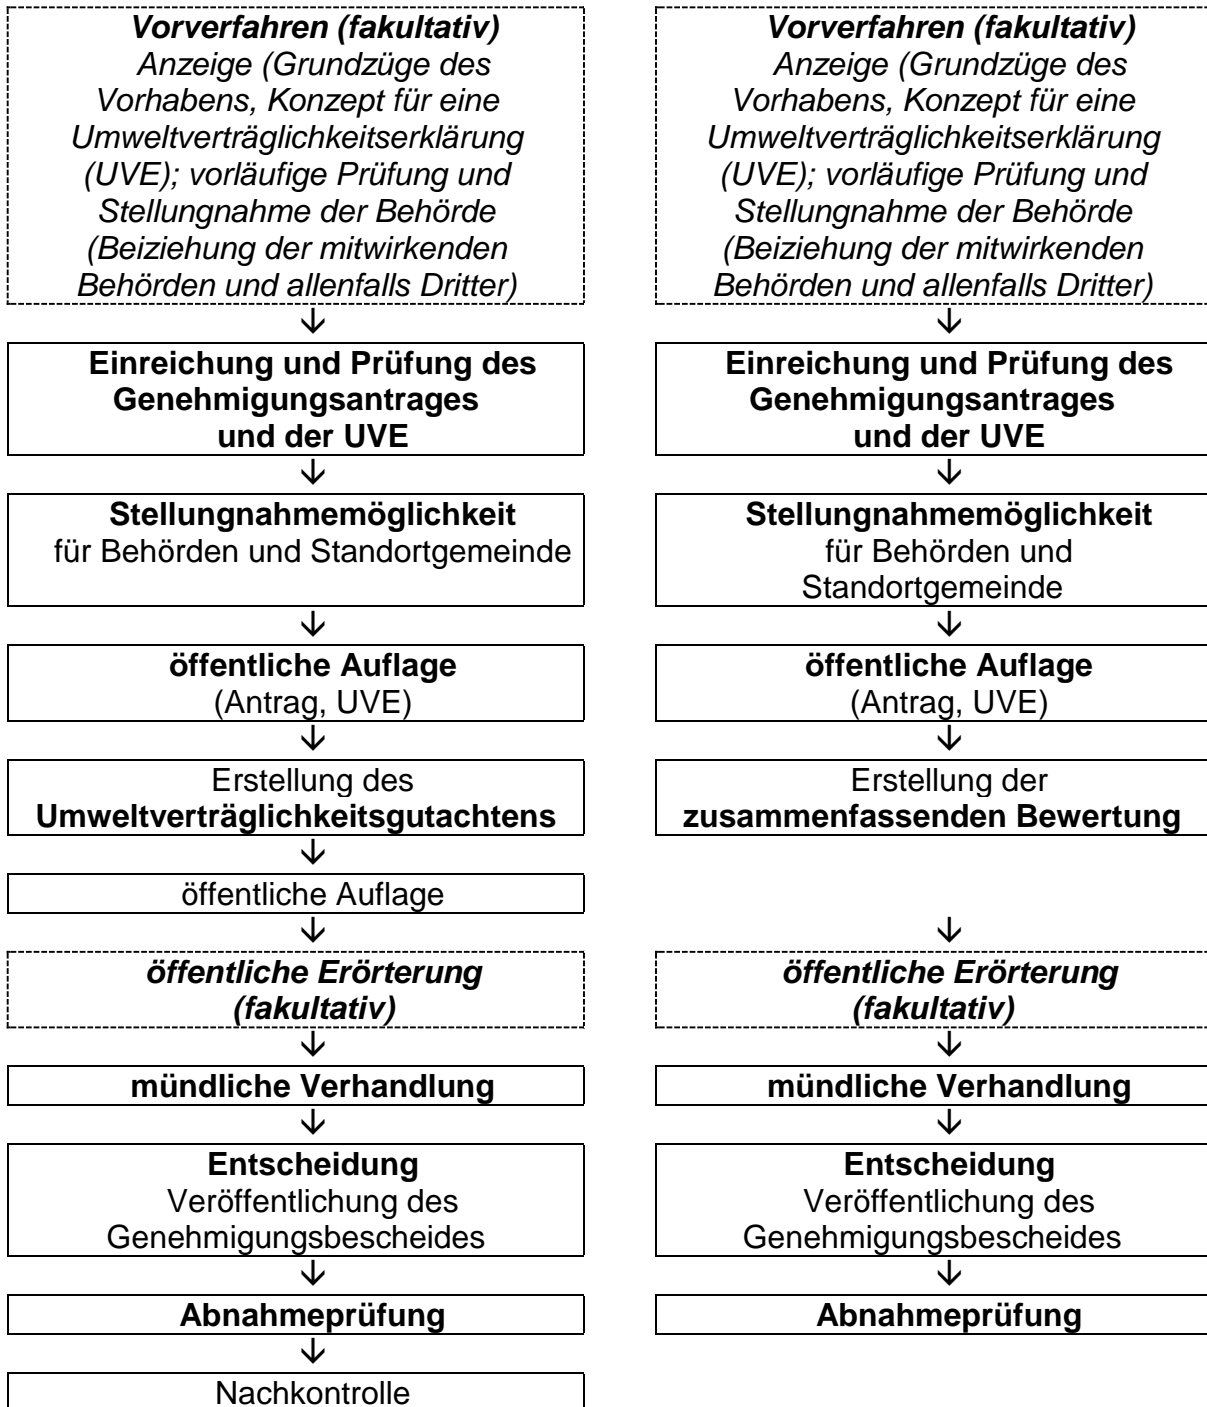 Vorverfahren (fakultativ)
Anzeige (Grundzüge des
Vorhabens, Konzept für eine
Umweltverträglichkeitserklärung
(UVE); vorläufige Prüfung und
Stellungnahme der Behörde
(Beiziehung der mitwirkenden
Behörden und allenfalls Dritter)
Einreichung und Prüfung des
Genehmigungsantrages
und der UVE
Stellungnahmemöglichkeit
für Behörden und Standortgemeinde
öffentliche Auflage
(Antrag, UVE)
Erstellung des
Umweltverträglichkeitsgutachtens
öffentliche Auflage
öffentliche Erörterung
(fakultativ)
mündliche Verhandlung
Entscheidung
Veröffentlichung des
Genehmigungsbescheides
Abnahmeprüfung
Nachkontrolle
Vorverfahren (fakultativ)
Anzeige (Grundzüge des
Vorhabens, Konzept für eine
Umweltverträglichkeitserklärung
(UVE); vorläufige Prüfung und
Stellungnahme der Behörde
(Beiziehung der mitwirkenden
Behörden und allenfalls Dritter)
Einreichung und Prüfung des
Genehmigungsantrages
und der UVE
Stellungnahmemöglichkeit
für Behörden und
Standortgemeinde
öffentliche Auflage
(Antrag, UVE)
Erstellung der
zusammenfassenden Bewertung
öffentliche Erörterung
(fakultativ)
mündliche Verhandlung
Entscheidung
Veröffentlichung des
Genehmigungsbescheides
Abnahmeprüfung